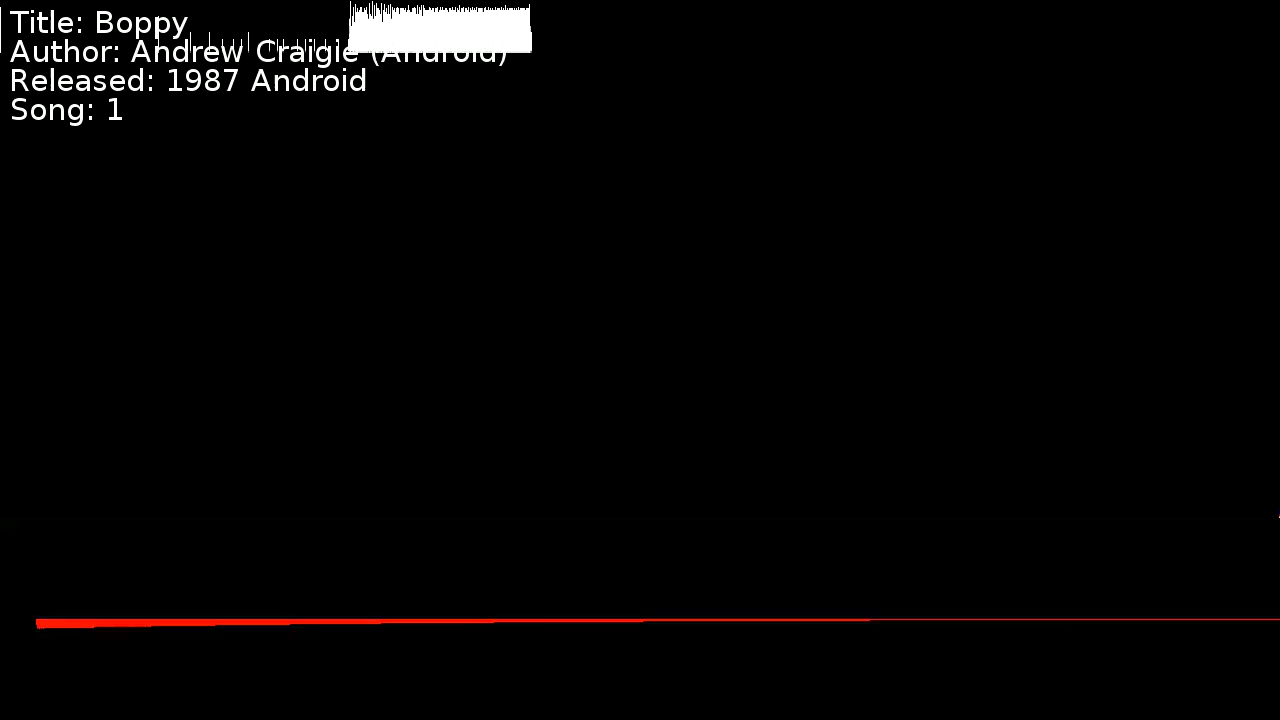 Title: Boppy
Author: Andrew Craigie (Android)
Released: 1987 Android
Song: 1